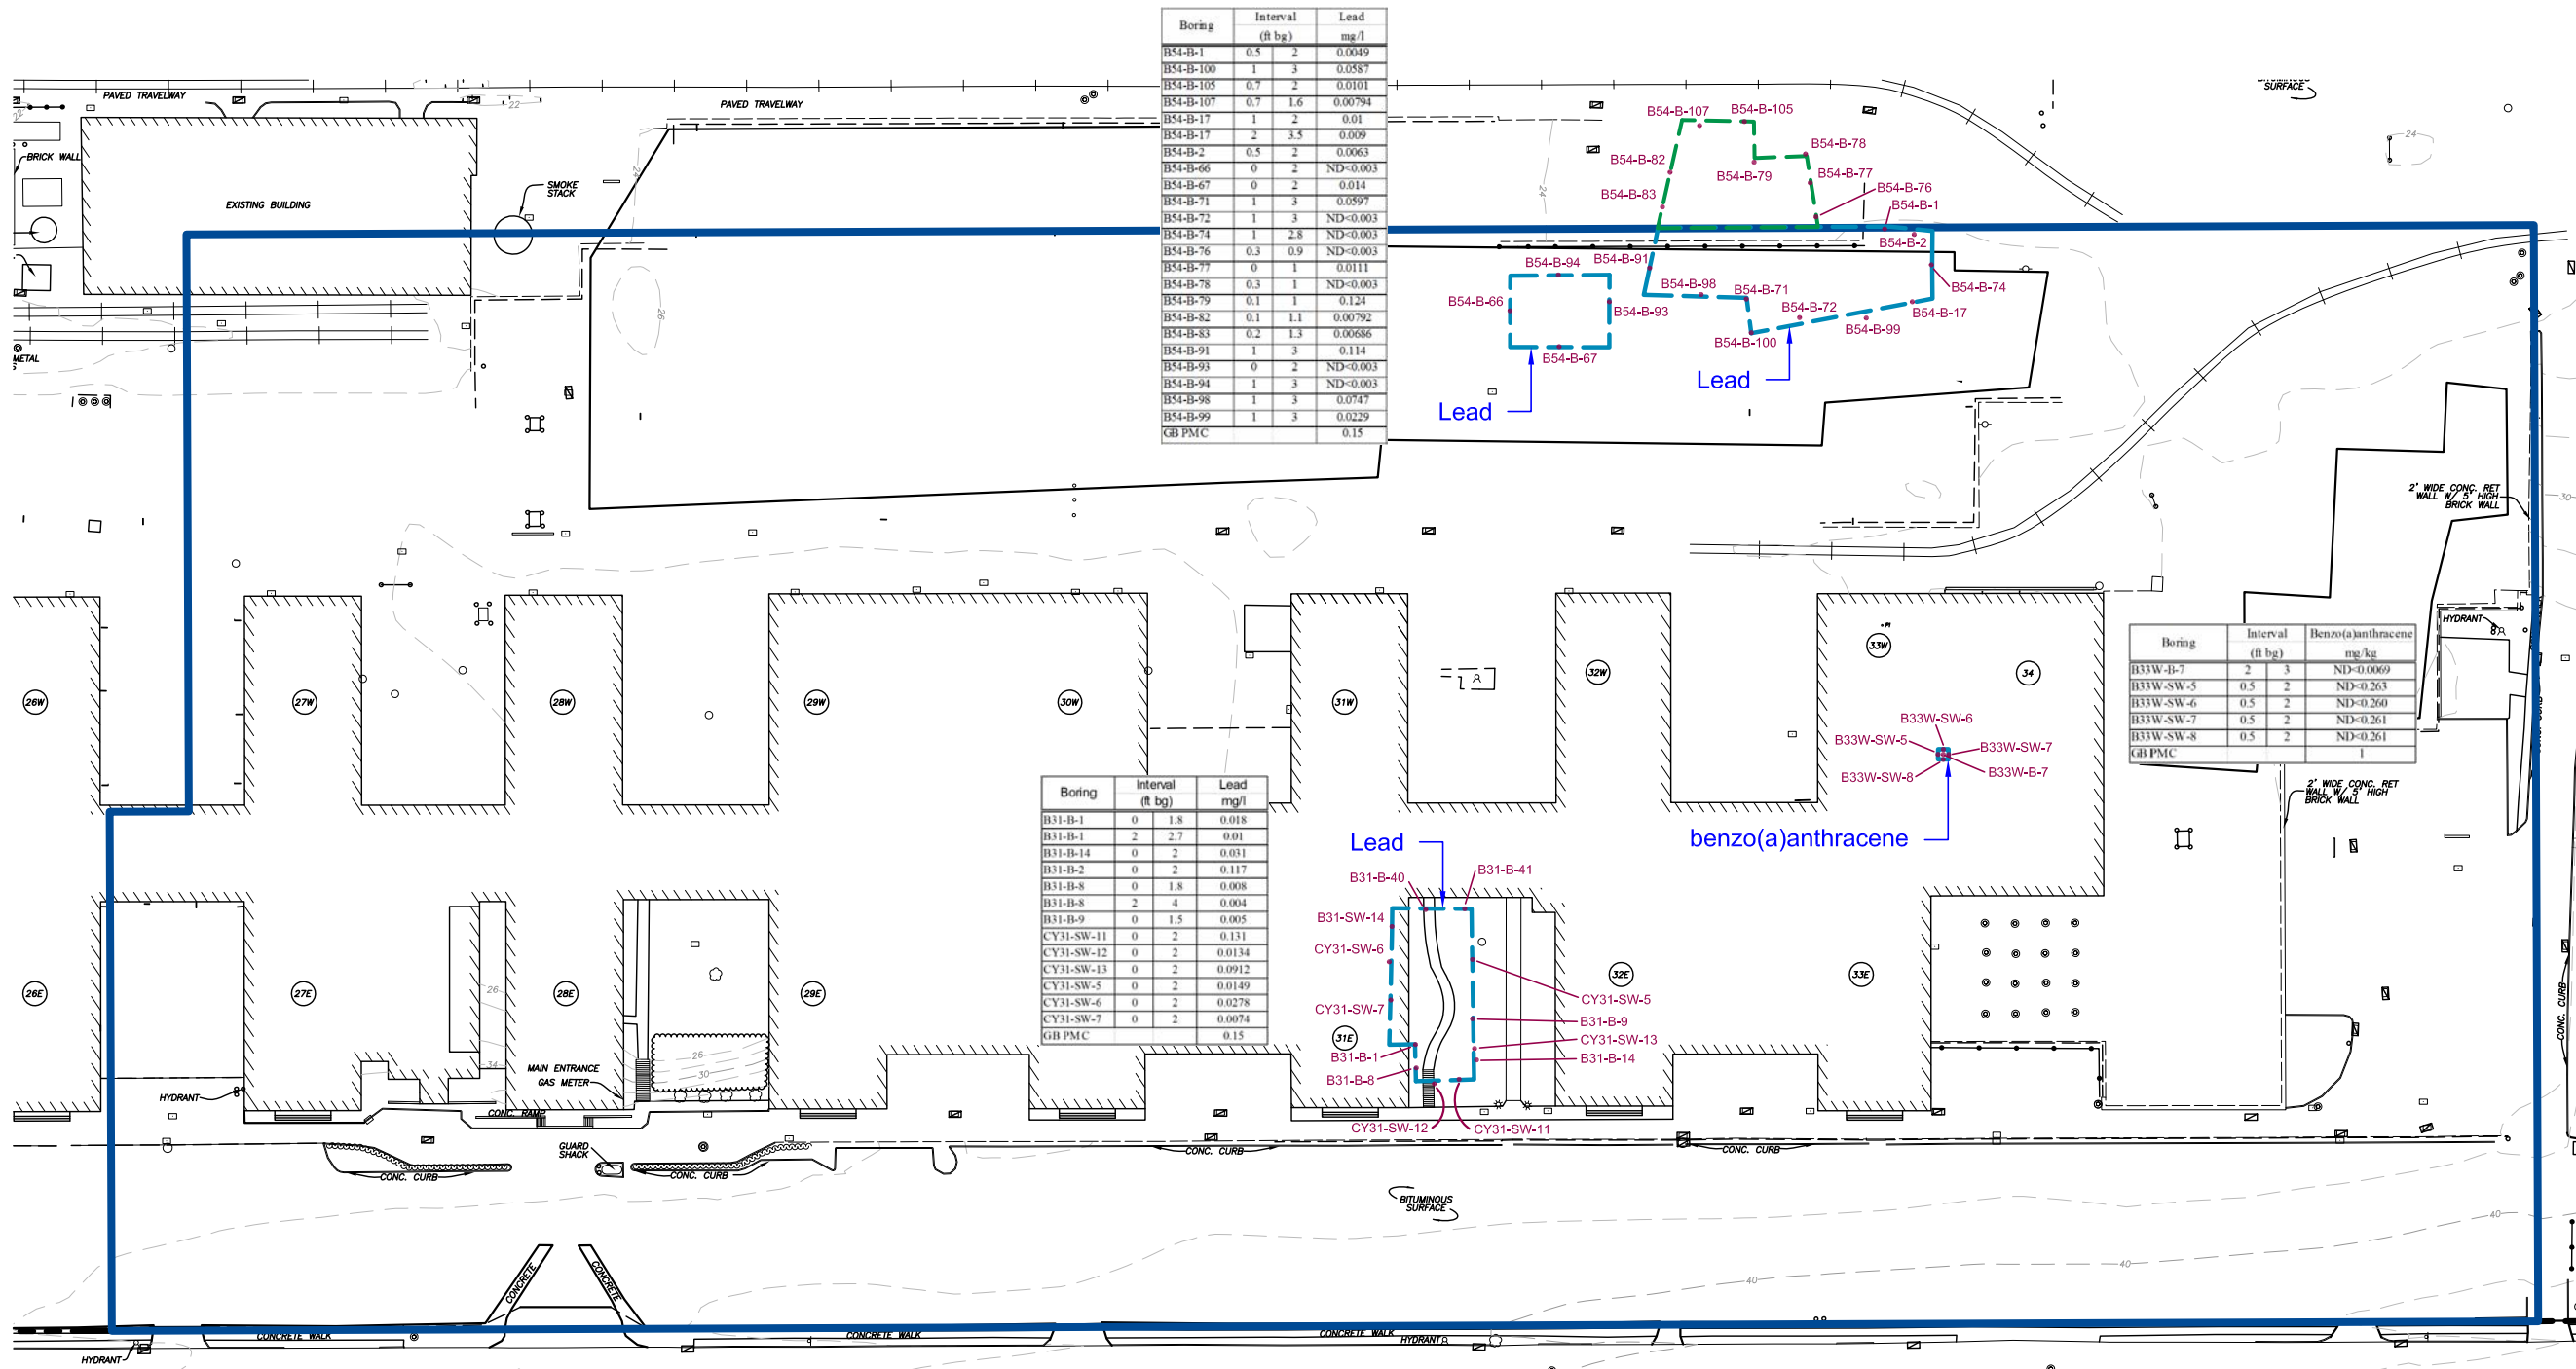 Boring Interval (ft bg) Lead mg/l
B54-B-1 0.5 2 0.0049
B54-B-100 1 3 0.0587
B54-B-105 0.7 2 0.0101
B54-B-107 0.7 1.6 0.00794
B54-B-17 1 2 0.01
B54-B-17 2 3.5 0.009
B54-B-2 0.5 2 0.0063
B54-B-66 0 2 ND<0.003
B54-B-67 0 2 0.014
B54-B-71 1 3 0.0597
B54-B-72 1 3 ND<0.003
B54-B-74 1 2.8 ND<0.003
B54-B-76 0.3 0.9 ND<0.003
B54-B-77 0 1 0.0111
B54-B-78 0.3 1 ND<0.003
B54-B-79 0.1 1 0.124
B54-B-82 0.1 1.1 0.00792
B54-B-83 0.2 1.3 0.00686
B54-B-91 1 3 0.114
B54-B-93 0 2 ND<0.003
B54-B-94 1 3 ND<0.003
B54-B-98 1 3 0.0747
B54-B-99 1 3 0.0229
GB PMC 0.15
PAVED TRAVELWAY
22
22
PAVED TRAVELWAY
BITUMINOUS
SURFACE
BRICK WALL
EXISTING BUILDING
SMOKE
STACK
24
24
24
26
METAL
B54-B-107
B54-B-105
B54-B-82
B54-B-78
B54-B-79
B54-B-77
B54-B-83
B54-B-76
B54-B-1
B54-B-2
B54-B-94
B54-B-91
B54-B-74
B54-B-66
B54-B-93
B54-B-98
B54-B-71
B54-B-72
B54-B-17
B54-B-99
B54-B-100
B54-B-67
Lead
Lead
2' WIDE CONC. RET
WALL W/ 5' HIGH
BRICK WALL
30
HYDRANT
26W
27W
28W
29W
30W
31W
32W
33W
34
Boring Interval (ft bg) Benzo(a)anthracene mg/kg
B33W-B-7 2 3 ND<0.0069
B33W-SW-5 0.5 2 ND<0.263
B33W-SW-6 0.5 2 ND<0.260
B33W-SW-7 0.5 2 ND<0.261
B33W-SW-8 0.5 2 ND<0.261
GB PMC 1
B33W-SW-6
B33W-SW-5
B33W-SW-7
B33W-SW-8
B33W-B-7
benzo(a)anthracene
2' WIDE CONC. RET
WALL W/ 5' HIGH
BRICK WALL
CONC. CURB
Boring Interval (ft bg) Lead mg/l
B31-B-1 0 1.8 0.018
B31-B-1 2 2.7 0.01
B31-B-14 0 2 0.031
B31-B-2 0 2 0.117
B31-B-8 0 1.8 0.008
B31-B-8 2 4 0.004
B31-B-9 0 1.5 0.005
CY31-SW-11 0 2 0.131
CY31-SW-12 0 2 0.0134
CY31-SW-13 0 2 0.0912
CY31-SW-5 0 2 0.0149
CY31-SW-6 0 2 0.0278
CY31-SW-7 0 2 0.0074
GB PMC 0.15
Lead
B31-B-40
B31-B-41
B31-SW-14
CY31-SW-6
CY31-SW-5
CY31-SW-7
B31-B-9
CY31-SW-13
B31-B-1
B31-B-14
B31-B-8
CY31-SW-12
CY31-SW-11
26E
27E
28E
29E
31E
32E
33E
26
34
26
30
MAIN ENTRANCE
GAS METER
HYDRANT
CONC. RAMP
GUARD
SHACK
CONC. CURB
CONC. CURB
CONC. CURB
CONC. CURB
CONC. CURB
BITUMINOUS
SURFACE
40
40
40
CONCRETE
CONCRETE
CONCRETE WALK
CONCRETE WALK
CONCRETE WALK
HYDRANT
HYDRANT